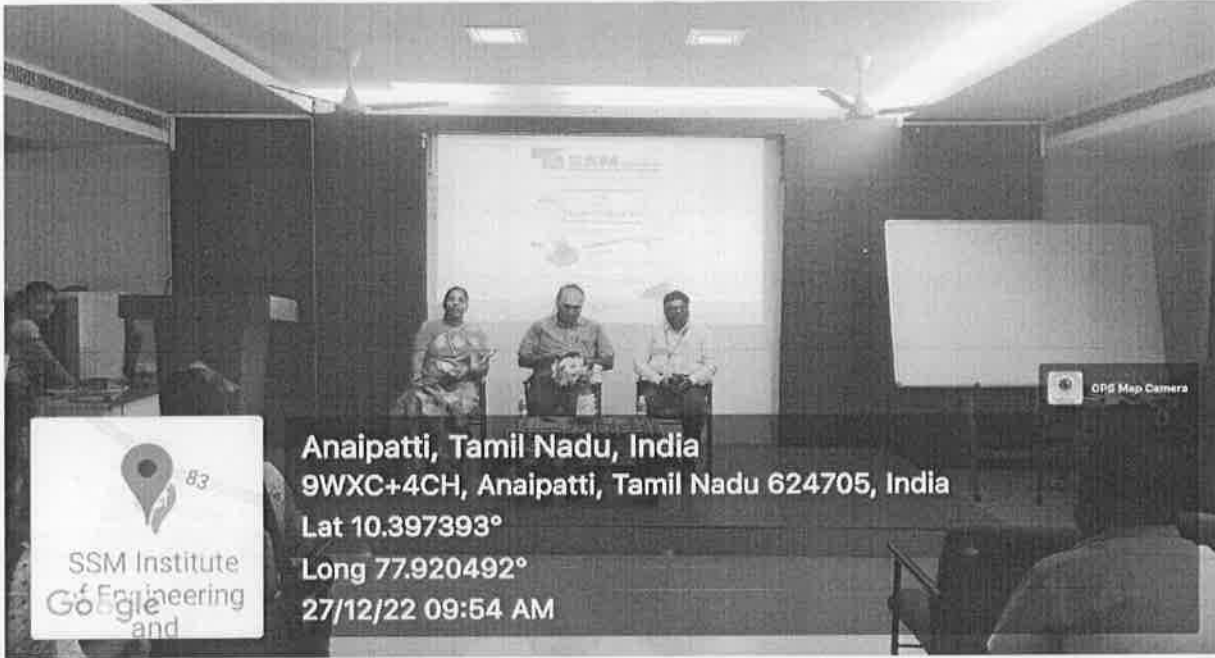 SSM
GPS Map Camera
Anaipatti, Tamil Nadu, India
9WXC+4CH, Anaipatti, Tamil Nadu 624705, India
Lat 10.397393°
Long 77.920492°
27/12/22 09:54 AM
83
SSM Institute
of Engineering
and
Google